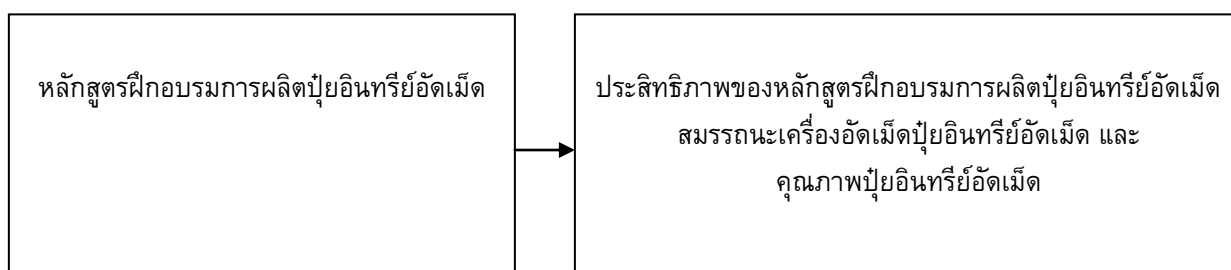 หลักสูตรฝึกอบรมการผลิตปุ๋ยอินทรีย์อัดเม็ด
ประสิทธิภาพของหลักสูตรฝึกอบรมการผลิตปุ๋ยอินทรีย์อัดเม็ด
สมรรถนะเครื่องอัดเม็ดปุ๋ยอินทรีย์อัดเม็ด และ
คุณภาพปุ๋ยอินทรีย์อัดเม็ด